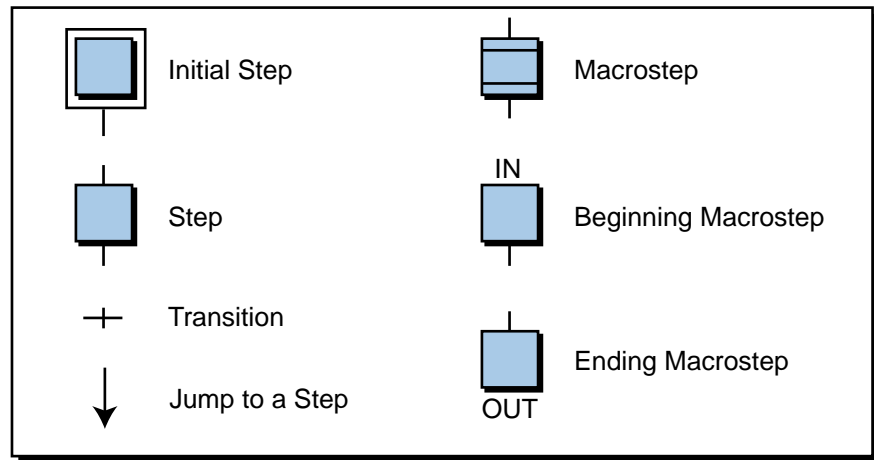 Initial Step
Step
Transition
Jump to a Step
Macrostep
IN
Beginning Macrostep
Ending Macrostep
OUT